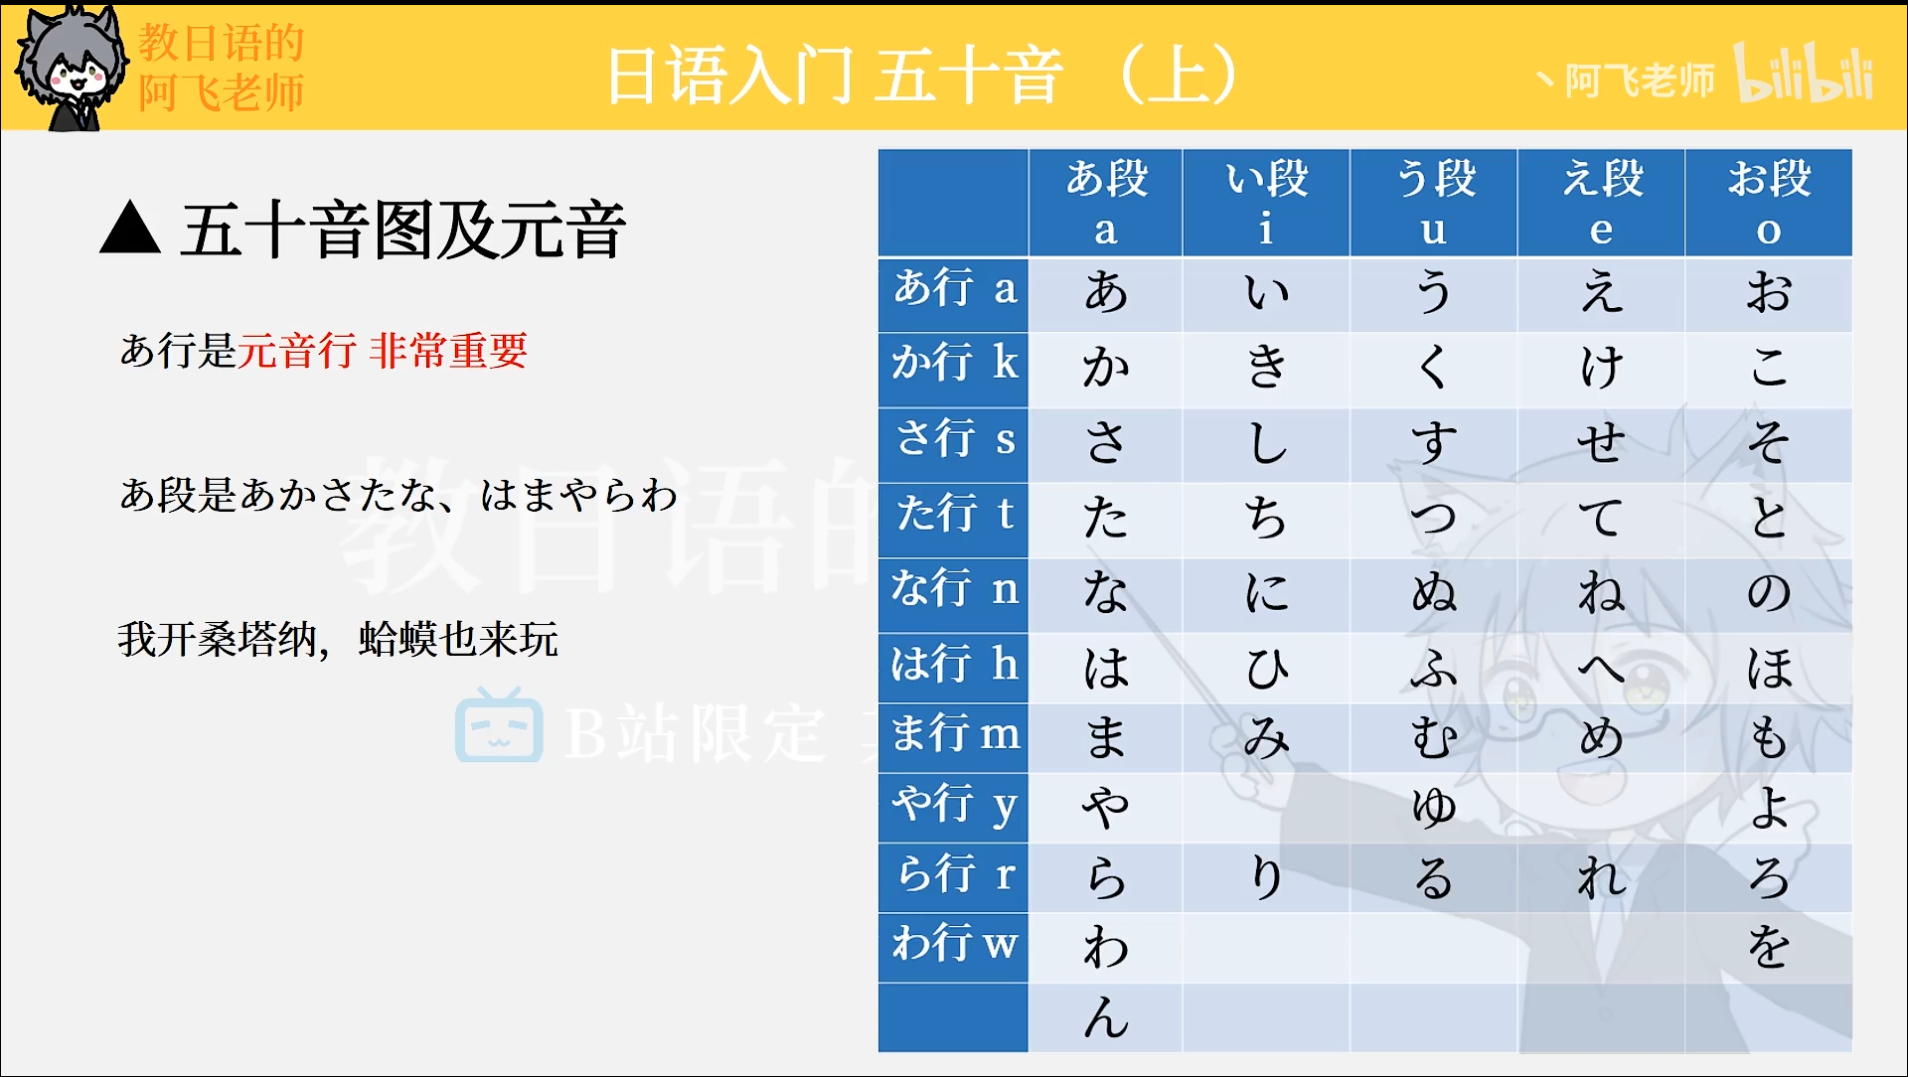 教日语的
阿飞老师
日语入门 五十音 （上）
丶阿飞老师 bilibili
▲ 五十音图及元音
あ行是元音行 非常重要
あ段是あかさたな、はまやらわ
我开桑塔纳，蛤蟆也来玩
教日语的
B站限定
あ段 い段 う段 え段 お段
a i u e o
あ行 a あ い う え お
か行 k か き く け こ
さ行 s さ し す せ そ
た行 t た ち つ て と
な行 n な に ぬ ね の
は行 h は ひ ふ へ ほ
ま行 m ま み む め も
や行 y や ゆ よ
ら行 r ら り る れ ろ
わ行 w わ を
ん